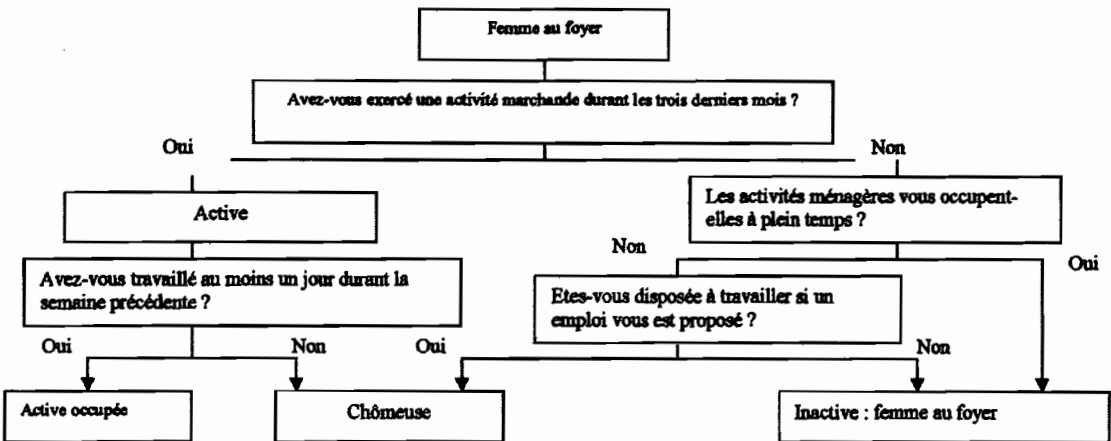 Femme au foyer
Avez-vous exercé une activité marchande durant les trois derniers mois ?
Oui
Non
Active
Les activités ménagères vous occupent-
elles à plein temps ?
Non
Oui
Avez-vous travaillé au moins un jour durant la
semaine précédente ?
Etes-vous disposée à travailler si un
emploi vous est proposé ?
Oui
Non
Oui
Non
Active occupée
Chômeuse
Inactive : femme au foyer